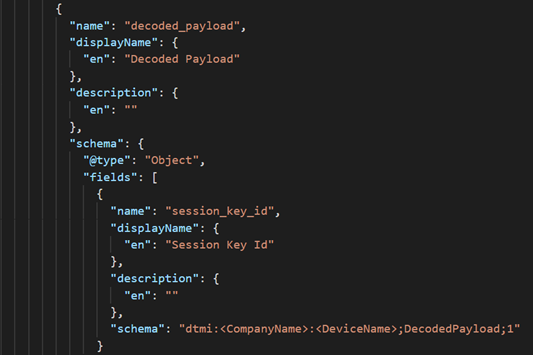 {
"name": "decoded_payload",
"displayName": {
"en": "Decoded Payload"
},
"description": {
"en": ""
},
"schema": {
"@type": "Object",
"fields": [
{
"name": "session_key_id",
"displayName": {
"en": "Session Key Id"
},
"description": {
"en": ""
},
"schema": "dtmi:<CompanyName>:<DeviceName>;DecodedPayload;1"
}